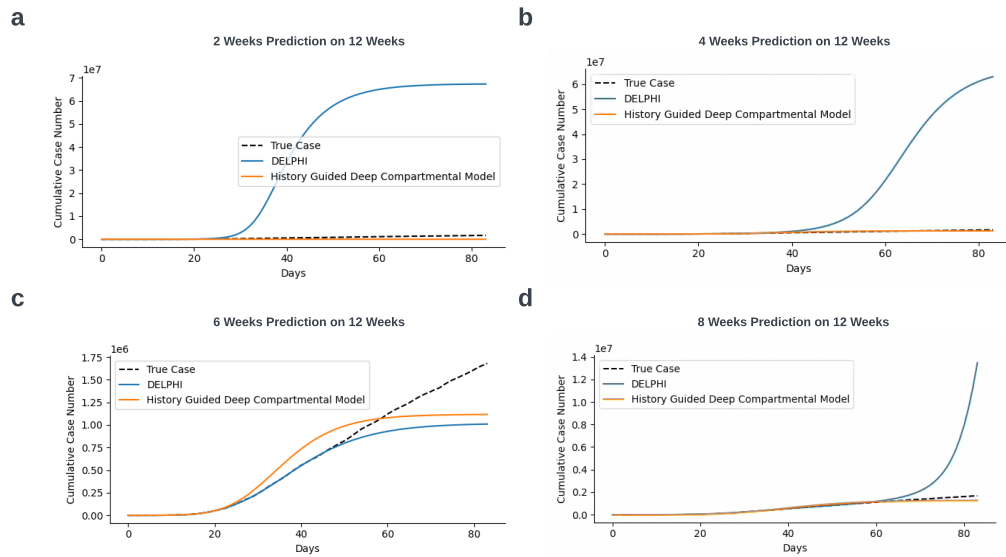 a
2 Weeks Prediction on 12 Weeks
1e7
7
6
5
4
3
2
1
0
Cumulative Case Number
True Case
DELPHI
History Guided Deep Compartmental Model
0 20 40 60 80
Days
b
4 Weeks Prediction on 12 Weeks
1e7
6
5
4
3
2
1
0
Cumulative Case Number
True Case
DELPHI
History Guided Deep Compartmental Model
0 20 40 60 80
Days
c
6 Weeks Prediction on 12 Weeks
1e6
1.75
1.50
1.25
1.00
0.75
0.50
0.25
0.00
Cumulative Case Number
True Case
DELPHI
History Guided Deep Compartmental Model
0 20 40 60 80
Days
d
8 Weeks Prediction on 12 Weeks
1e7
1.4
1.2
1.0
0.8
0.6
0.4
0.2
0.0
Cumulative Case Number
True Case
DELPHI
History Guided Deep Compartmental Model
0 20 40 60 80
Days